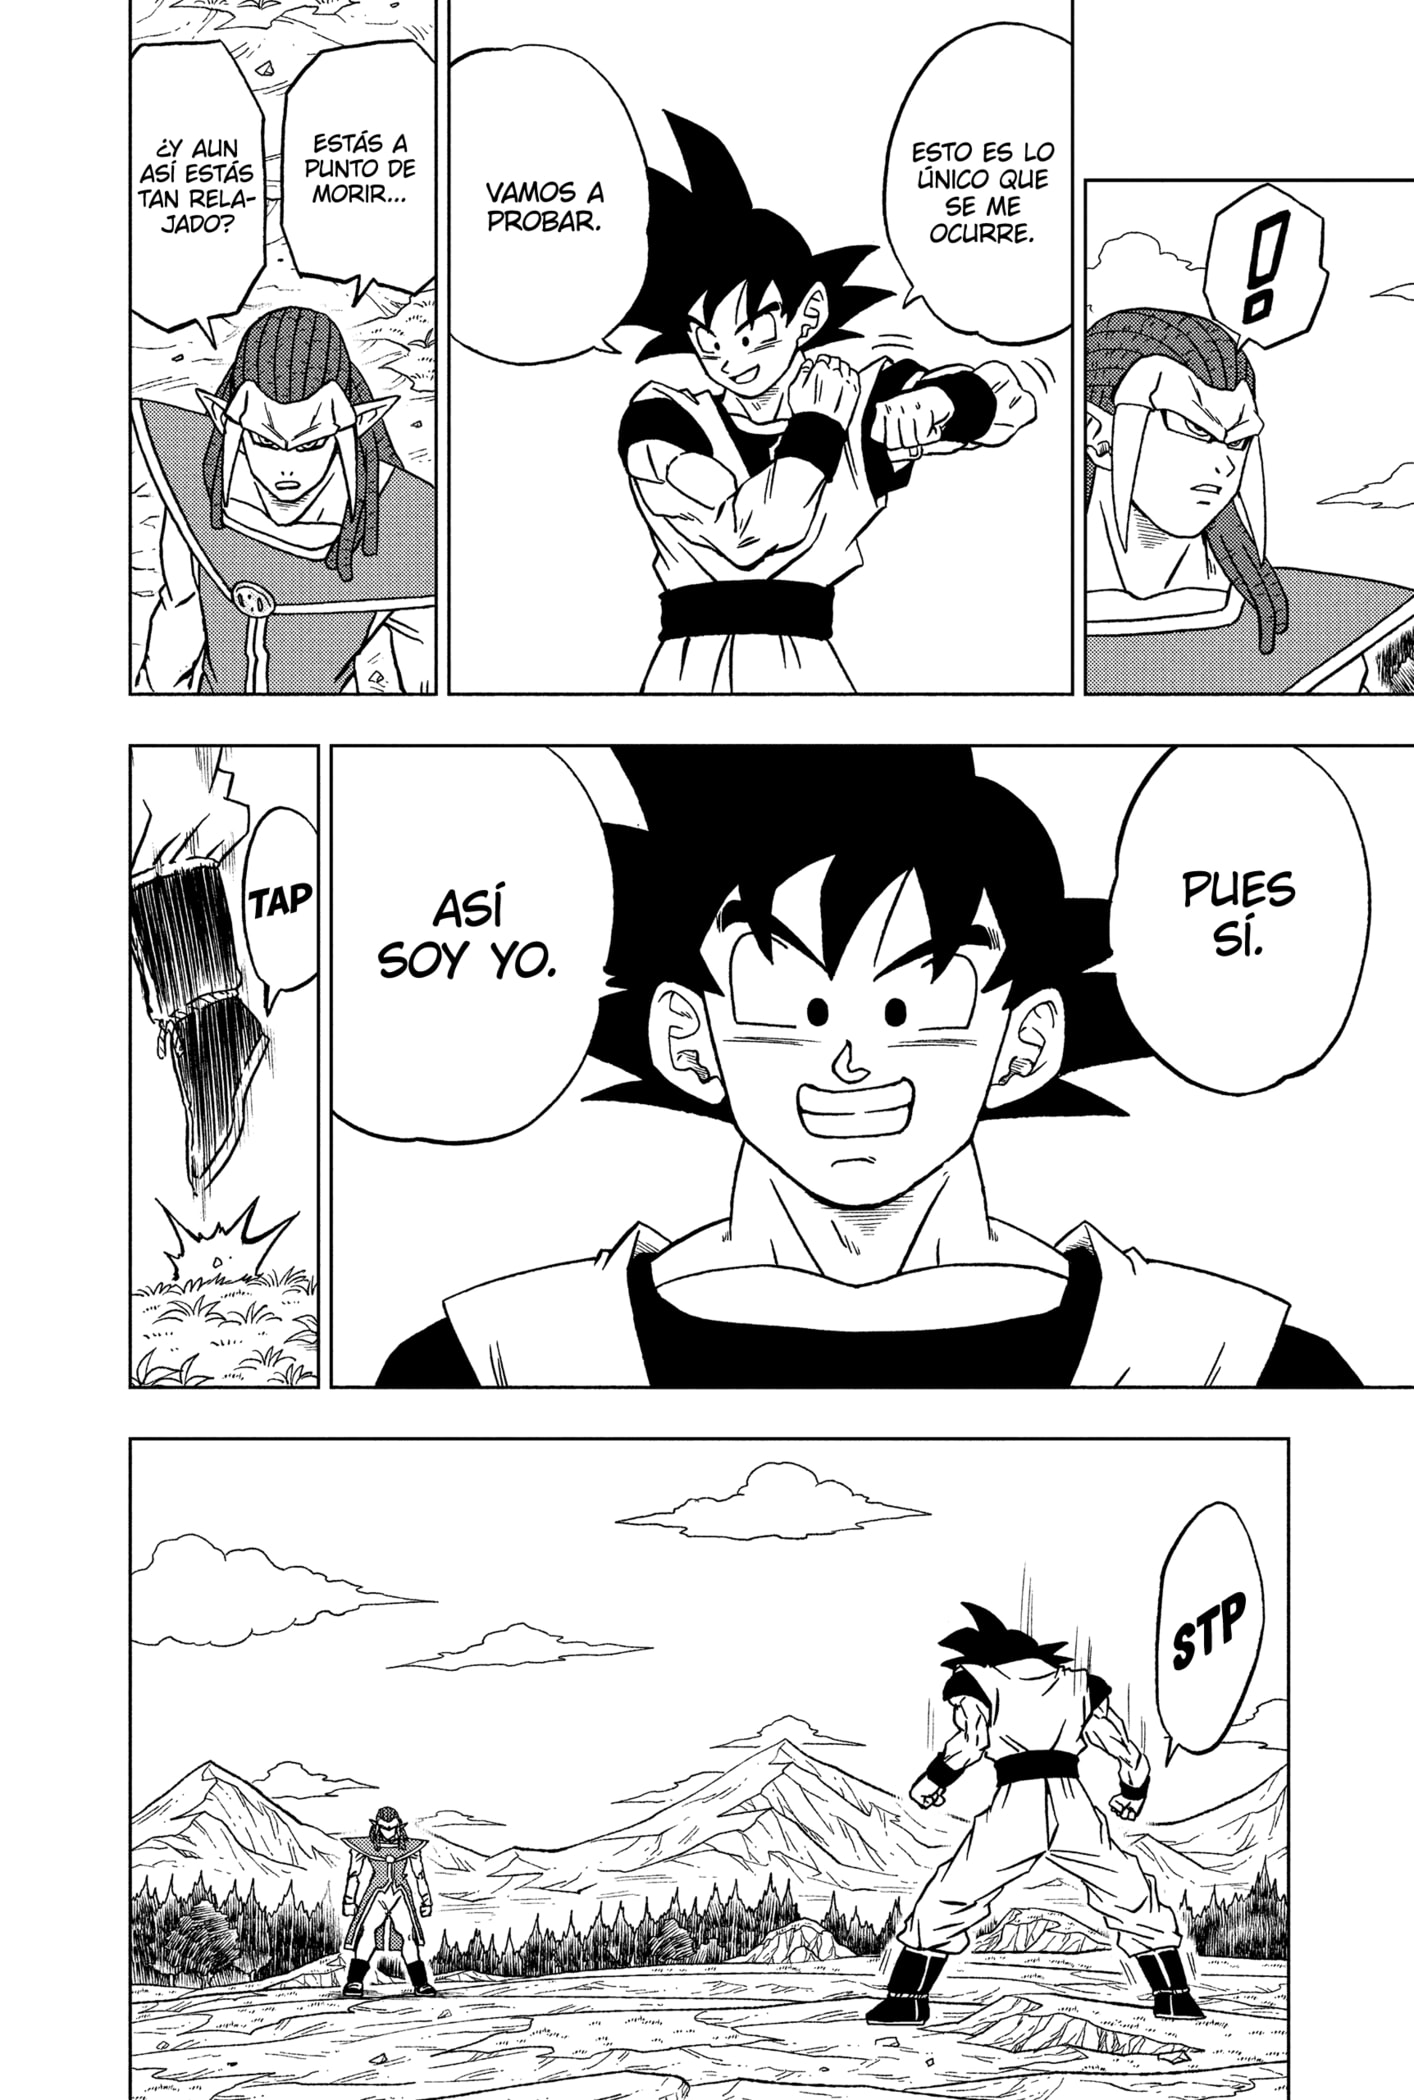 !
ESTO ES LO
ÚNICO QUE
SE ME
OCURRE.
VAMOS A
PROBAR.
ESTÁS A
PUNTO DE
MORIR...
¿Y AUN
ASÍ ESTÁS
TAN RELA-
JADO?
PUES
SÍ.
ASÍ
SOY YO.
TAP
STP